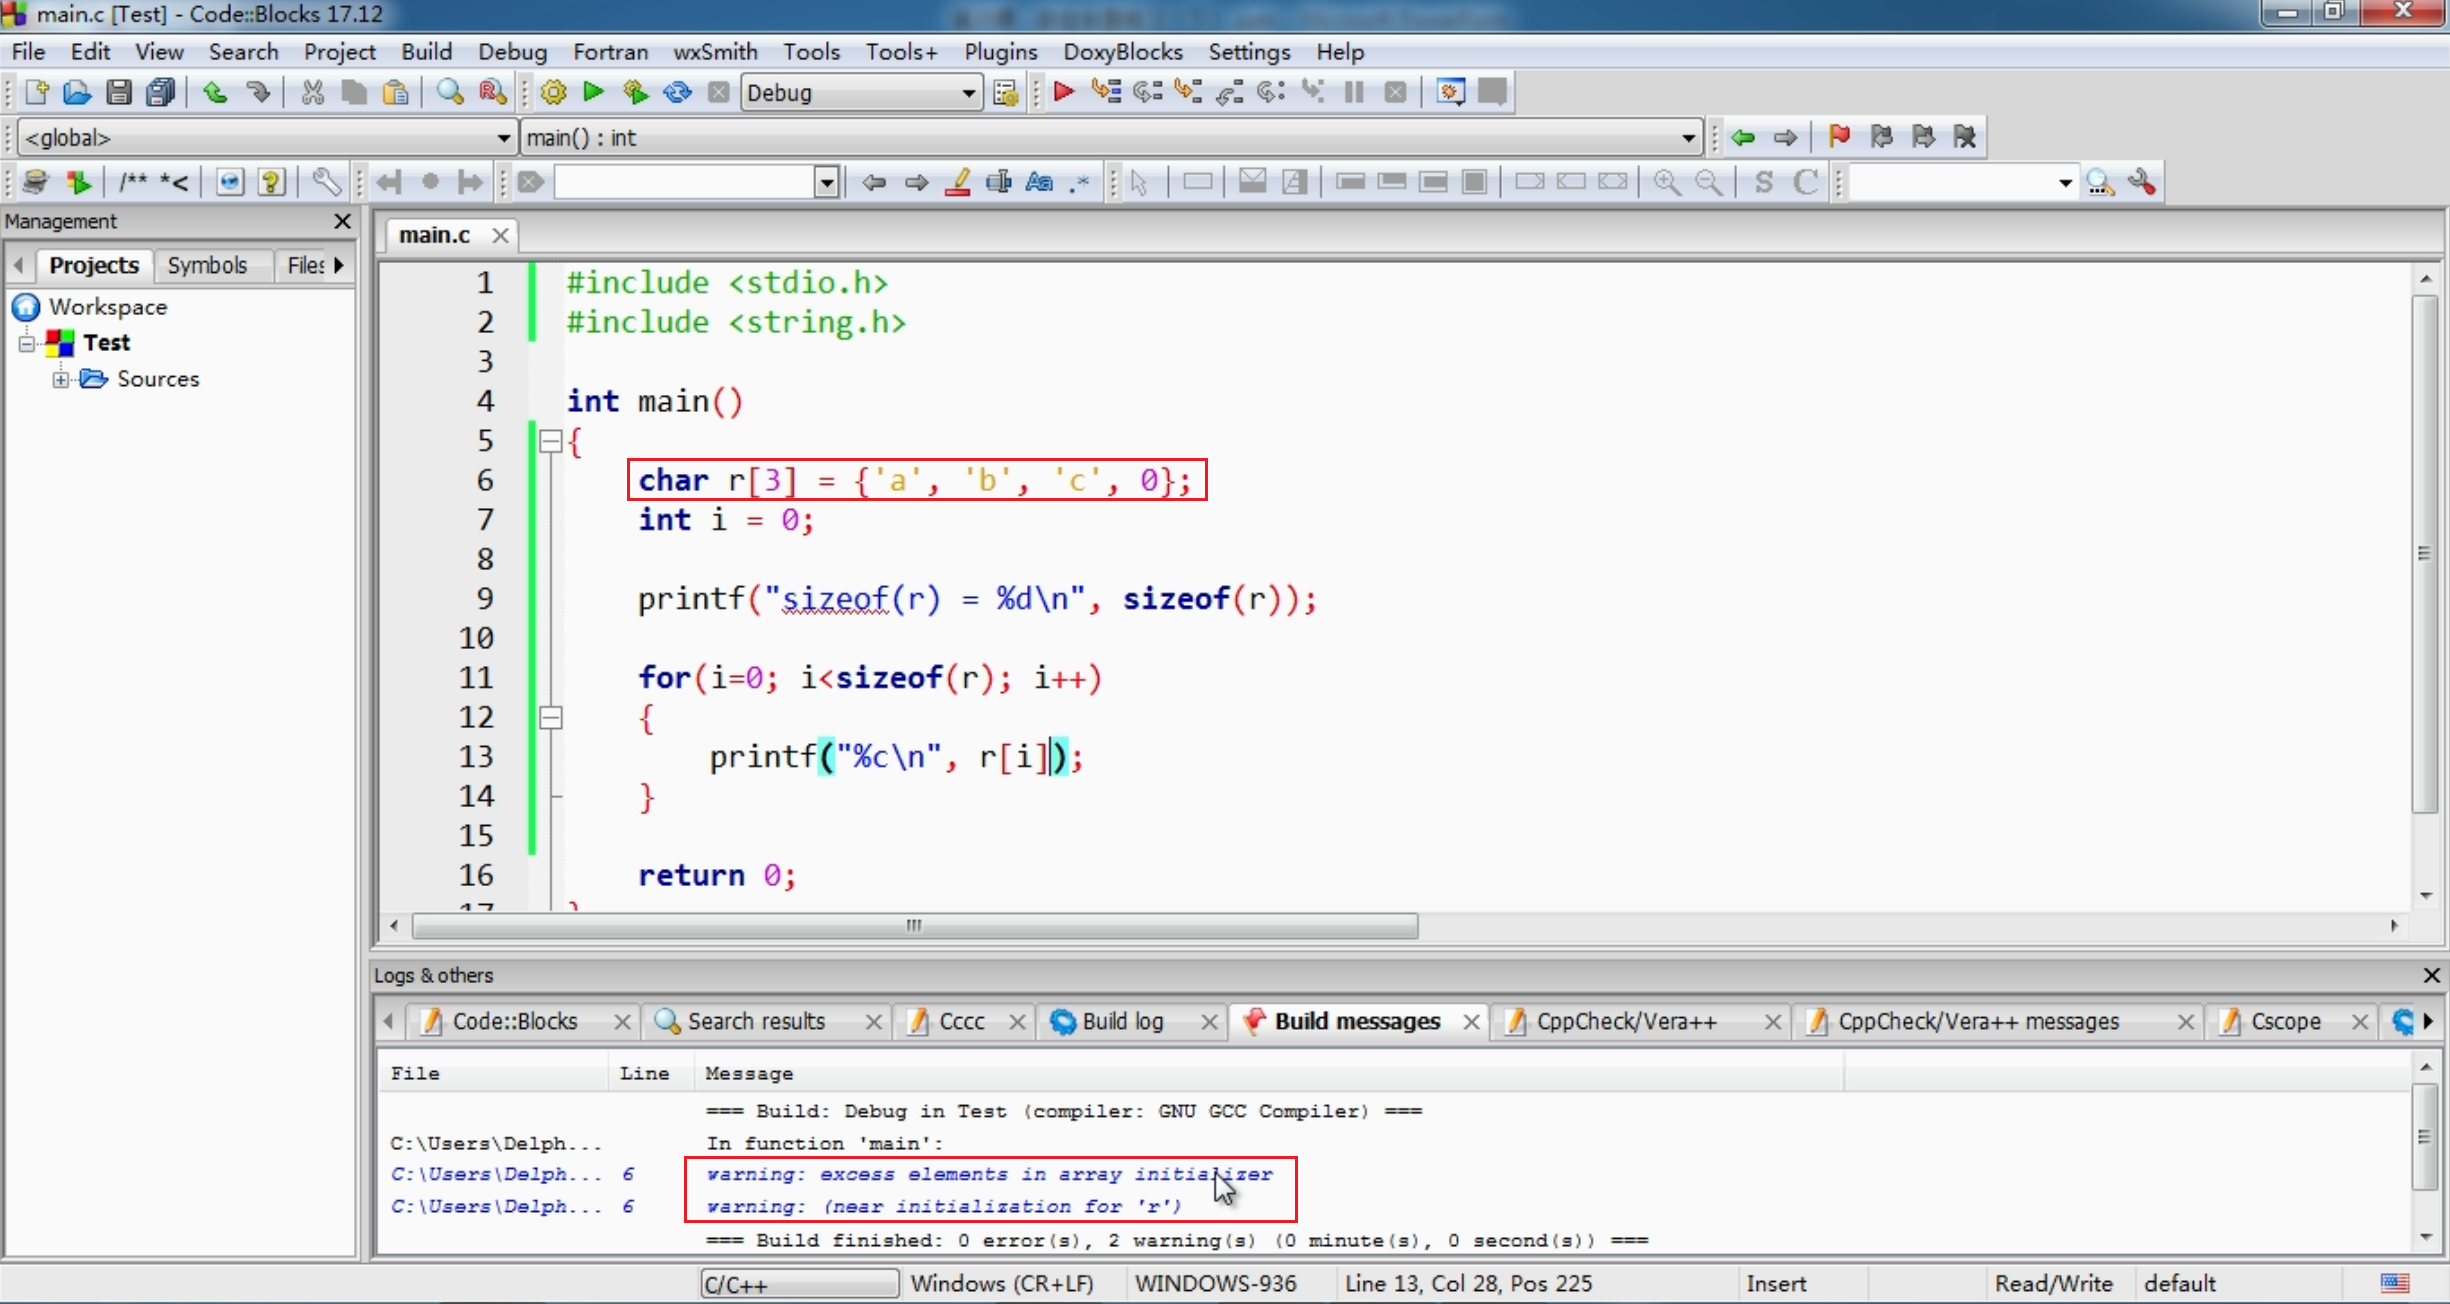 main.c [Test] - Code::Blocks 17.12
File Edit View Search Project Build Debug Fortran wxSmith Tools Tools+ Plugins DoxyBlocks Settings Help
Debug
<global> main() : int
/** *< Aa .* S C
Management
main.c
Projects Symbols Files
Workspace
Test
Sources
1 #include <stdio.h>
2 #include <string.h>
3
4 int main()
5 {
6 char r[3] = {'a', 'b', 'c', 0};
7 int i = 0;
8
9 printf("sizeof(r) = %d\n", sizeof(r));
10
11 for(i=0; i<sizeof(r); i++)
12 {
13 printf("%c\n", r[i]);
14 }
15
16 return 0;
17 }
Logs & others
Code::Blocks Search results Cccc Build log Build messages CppCheck/Vera++ CppCheck/Vera++ messages Cscope
File Line Message
=== Build: Debug in Test (compiler: GNU GCC Compiler) ===
C:\Users\Delph... In function 'main':
C:\Users\Delph... 6 warning: excess elements in array initializer
C:\Users\Delph... 6 warning: (near initialization for 'r')
=== Build finished: 0 error(s), 2 warning(s) (0 minute(s), 0 second(s)) ===
C/C++ Windows (CR+LF) WINDOWS-936 Line 13, Col 28, Pos 225 Insert Read/Write default